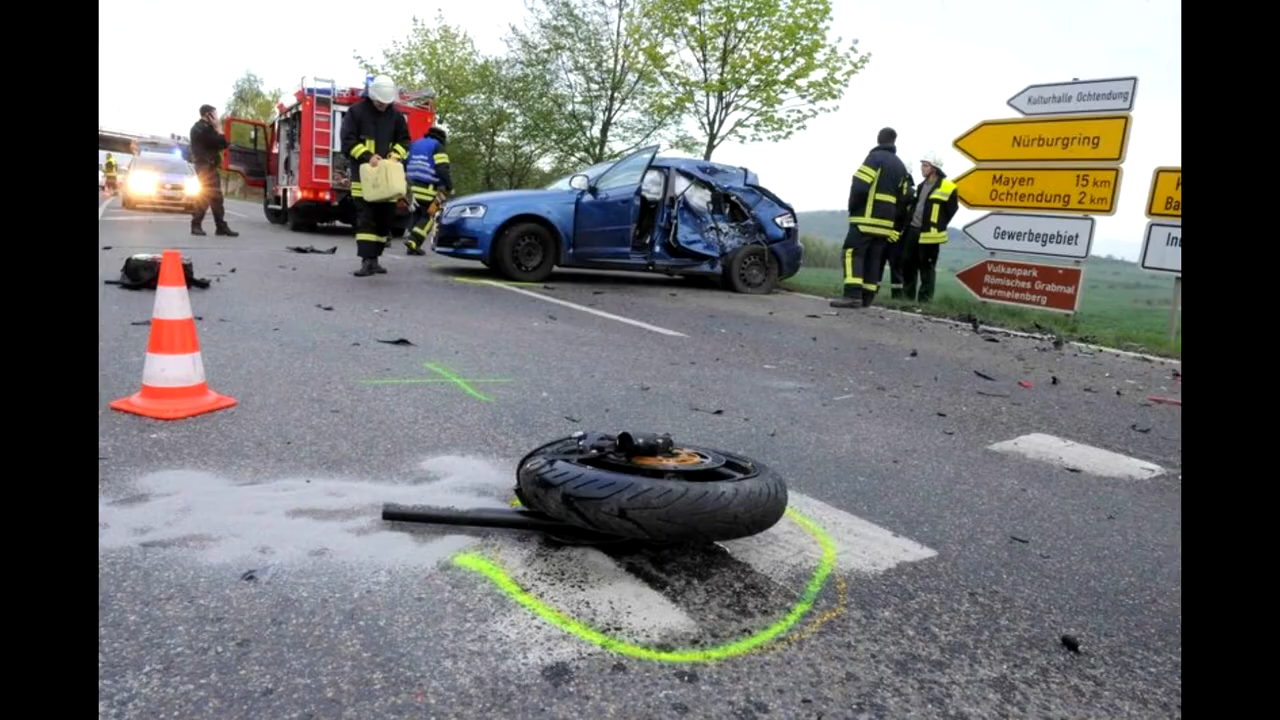 Kulturhalle Ochtendung
Nürburgring
Mayen 15 km
Ochtendung 2 km
Gewerbegebiet
Vulkanpark
Römisches Grabmal
Karmelenberg